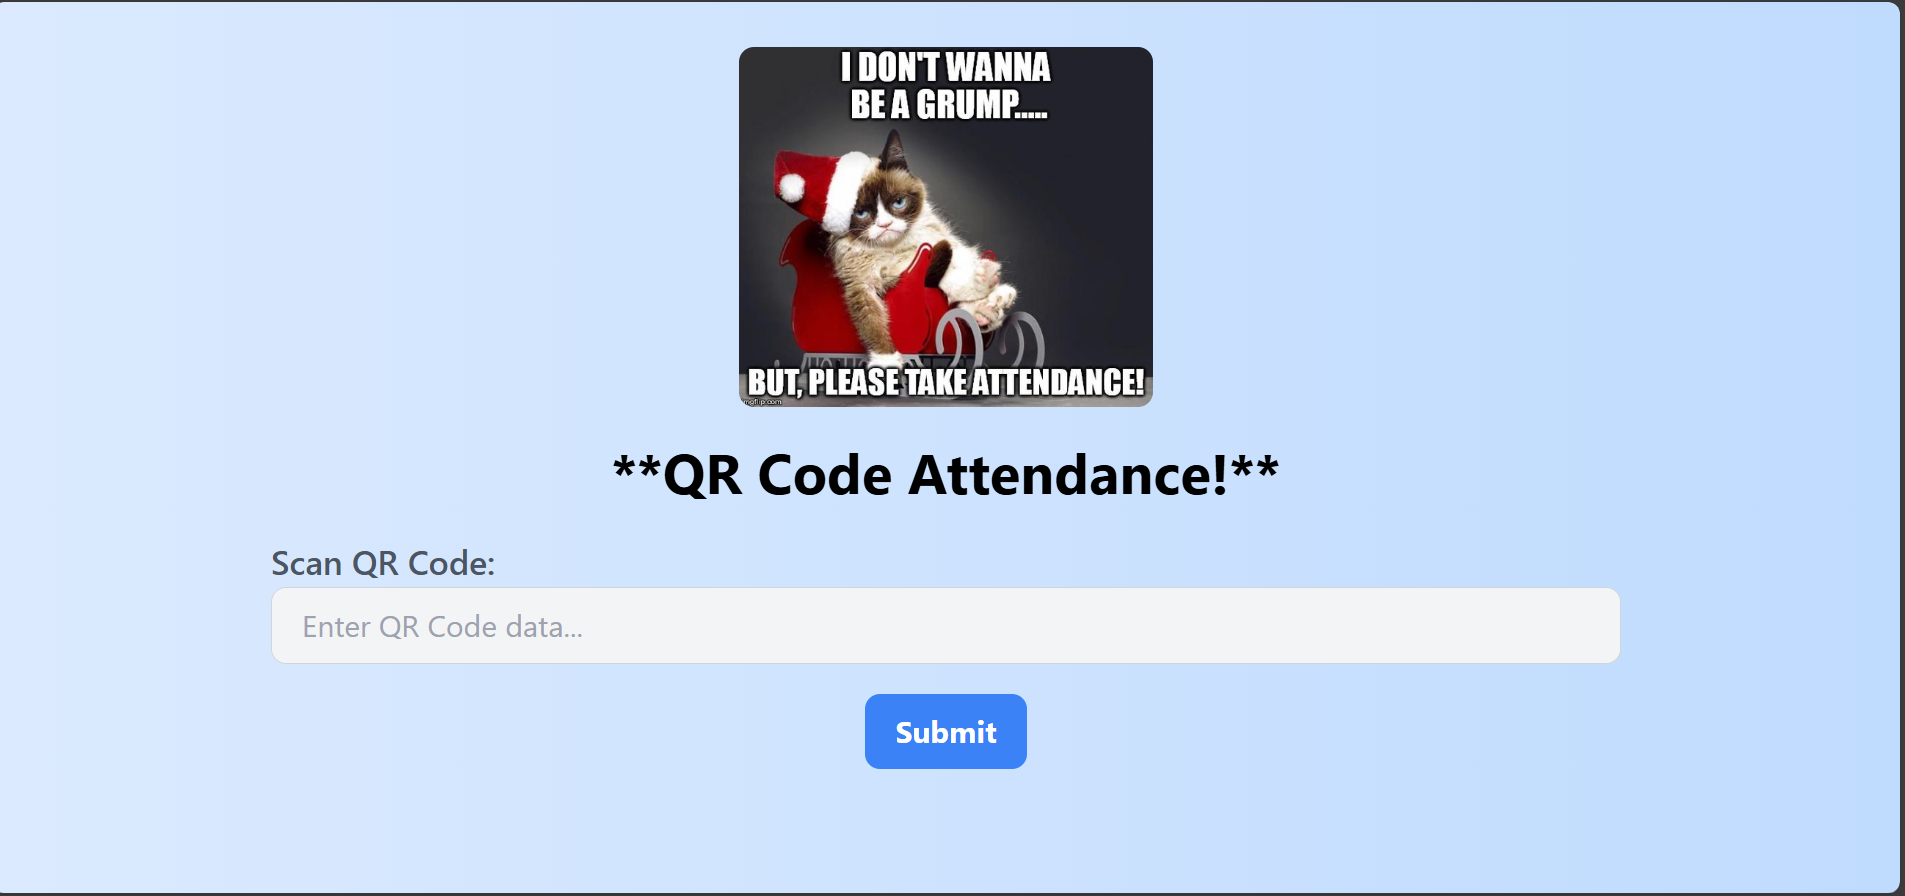 I DON'T WANNA
BE A GRUMP.....
BUT, PLEASE TAKE ATTENDANCE!
imgflip.com
**QR Code Attendance!**
Scan QR Code:
Enter QR Code data...
Submit